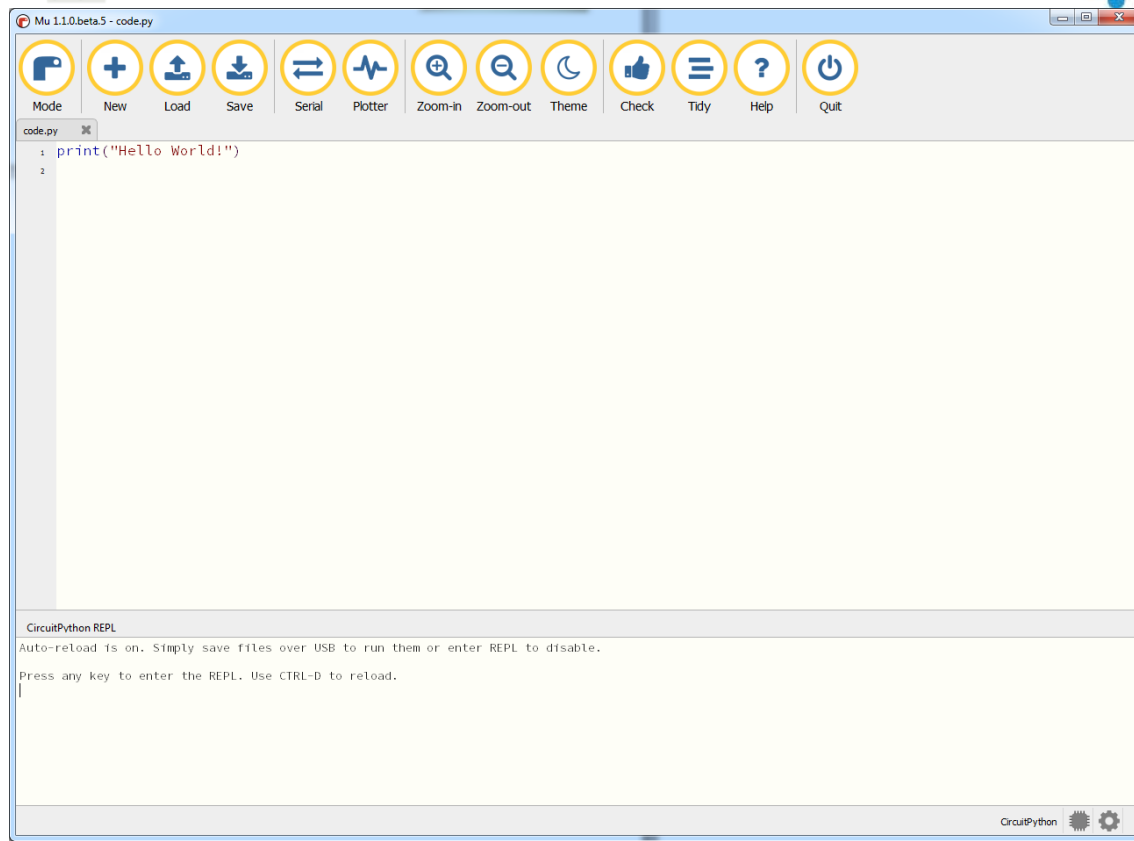 Mu 1.1.0.beta.5 - code.py
Mode New Load Save Serial Plotter Zoom-in Zoom-out Theme Check Tidy Help Quit
code.py
1 print("Hello World!")
2
CircuitPython REPL
Auto-reload is on. Simply save files over USB to run them or enter REPL to disable.
Press any key to enter the REPL. Use CTRL-D to reload.
CircuitPython